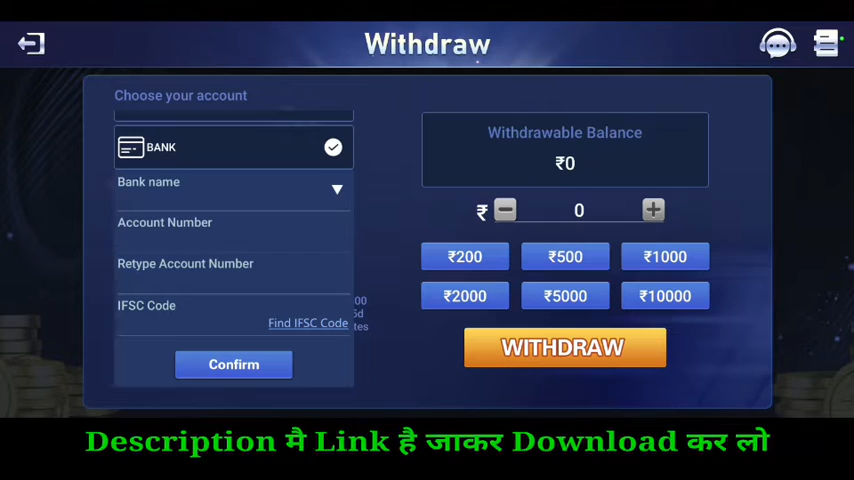 Withdraw
Choose your account
BANK
Bank name
Account Number
Retype Account Number
IFSC Code
Find IFSC Code
Confirm
Withdrawable Balance
₹0
₹ 0
₹200 ₹500 ₹1000
₹2000 ₹5000 ₹10000
WITHDRAW
Description मै Link है जाकर Download कर लो